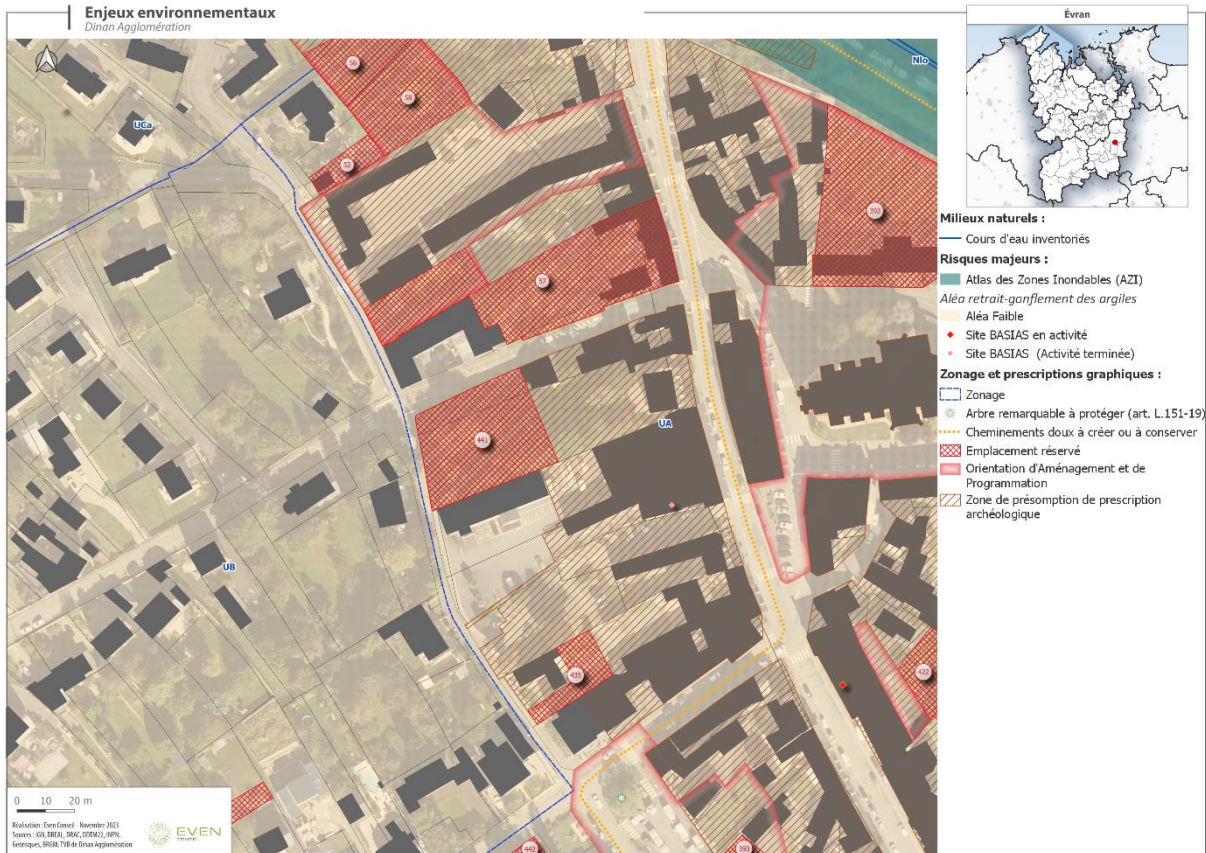 Enjeux environnementaux
Dinan Agglomération
Évran
Nlo
56
58
UCa
52
392
57
441
UA
UB
435
422
442
393
Milieux naturels :
Cours d'eau inventoriés
Risques majeurs :
Atlas des Zones Inondables (AZI)
Aléa retrait-gonflement des argiles
Aléa Faible
Site BASIAS en activité
Site BASIAS (Activité terminée)
Zonage et prescriptions graphiques :
Zonage
Arbre remarquable à protéger (art. L.151-19)
Cheminements doux à créer ou à conserver
Emplacement réservé
Orientation d'Aménagement et de
Programmation
Zone de présomption de prescription
archéologique
0 10 20 m
Réalisation : Even Conseil - Novembre 2023
Sources : IGN, DREAL, DRAC, DDTM22, INPN,
Géorisques, BRGM, TVB de Dinan Agglomération
EVEN
CONSEIL